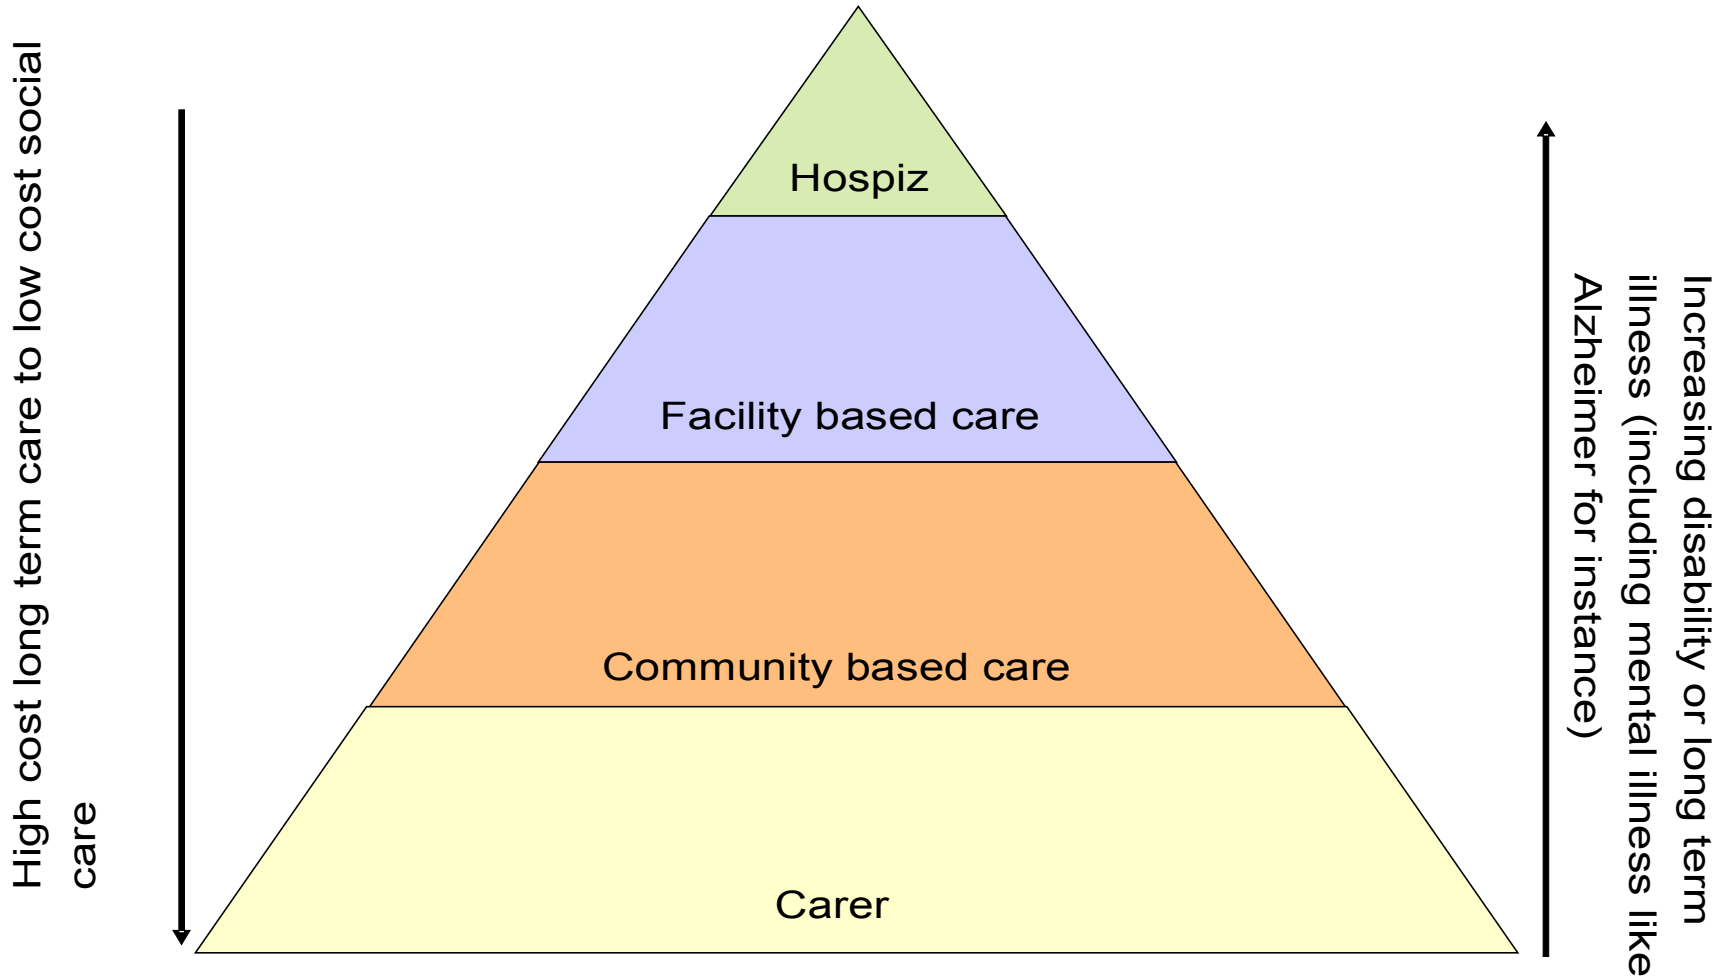 High cost long term care to low cost social
care
Hospiz
Facility based care
Community based care
Carer
Increasing disability or long term
illness (including mental illness like
Alzheimer for instance)